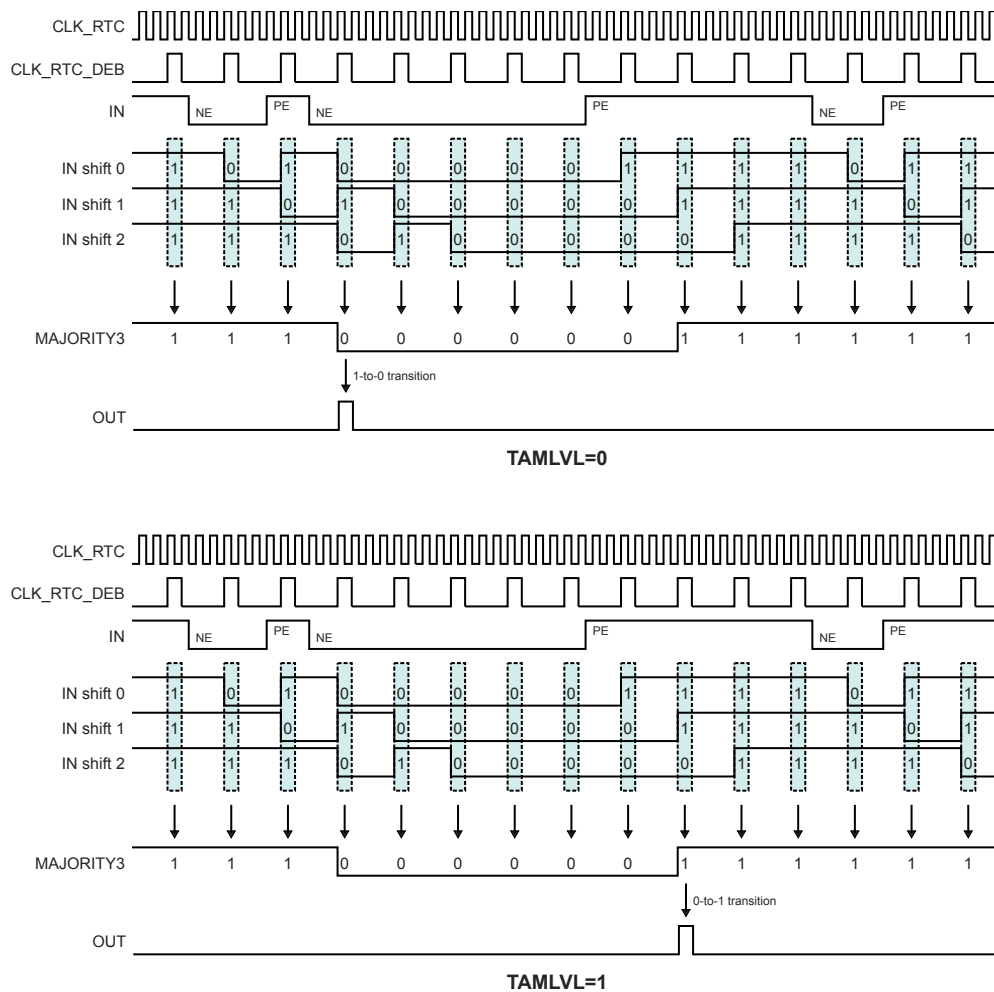 CLK_RTC
CLK_RTC_DEB
IN NE PE NE PE NE PE
IN shift 0 1 0 1 0 0 0 0 0 1 1 1 1 0 1 1
IN shift 1 1 1 0 1 0 0 0 0 0 1 1 1 1 0 1
IN shift 2 1 1 1 0 1 0 0 0 0 0 1 1 1 1 0
MAJORITY3 1 1 1 0 0 0 0 0 0 1 1 1 1 1 1
1-to-0 transition
OUT
TAMLVL=0
CLK_RTC
CLK_RTC_DEB
IN NE PE NE PE NE PE
IN shift 0 1 0 1 0 0 0 0 0 1 1 1 1 0 1 1
IN shift 1 1 1 0 1 0 0 0 0 0 1 1 1 1 0 1
IN shift 2 1 1 1 0 1 0 0 0 0 0 1 1 1 1 0
MAJORITY3 1 1 1 0 0 0 0 0 0 1 1 1 1 1 1
0-to-1 transition
OUT
TAMLVL=1